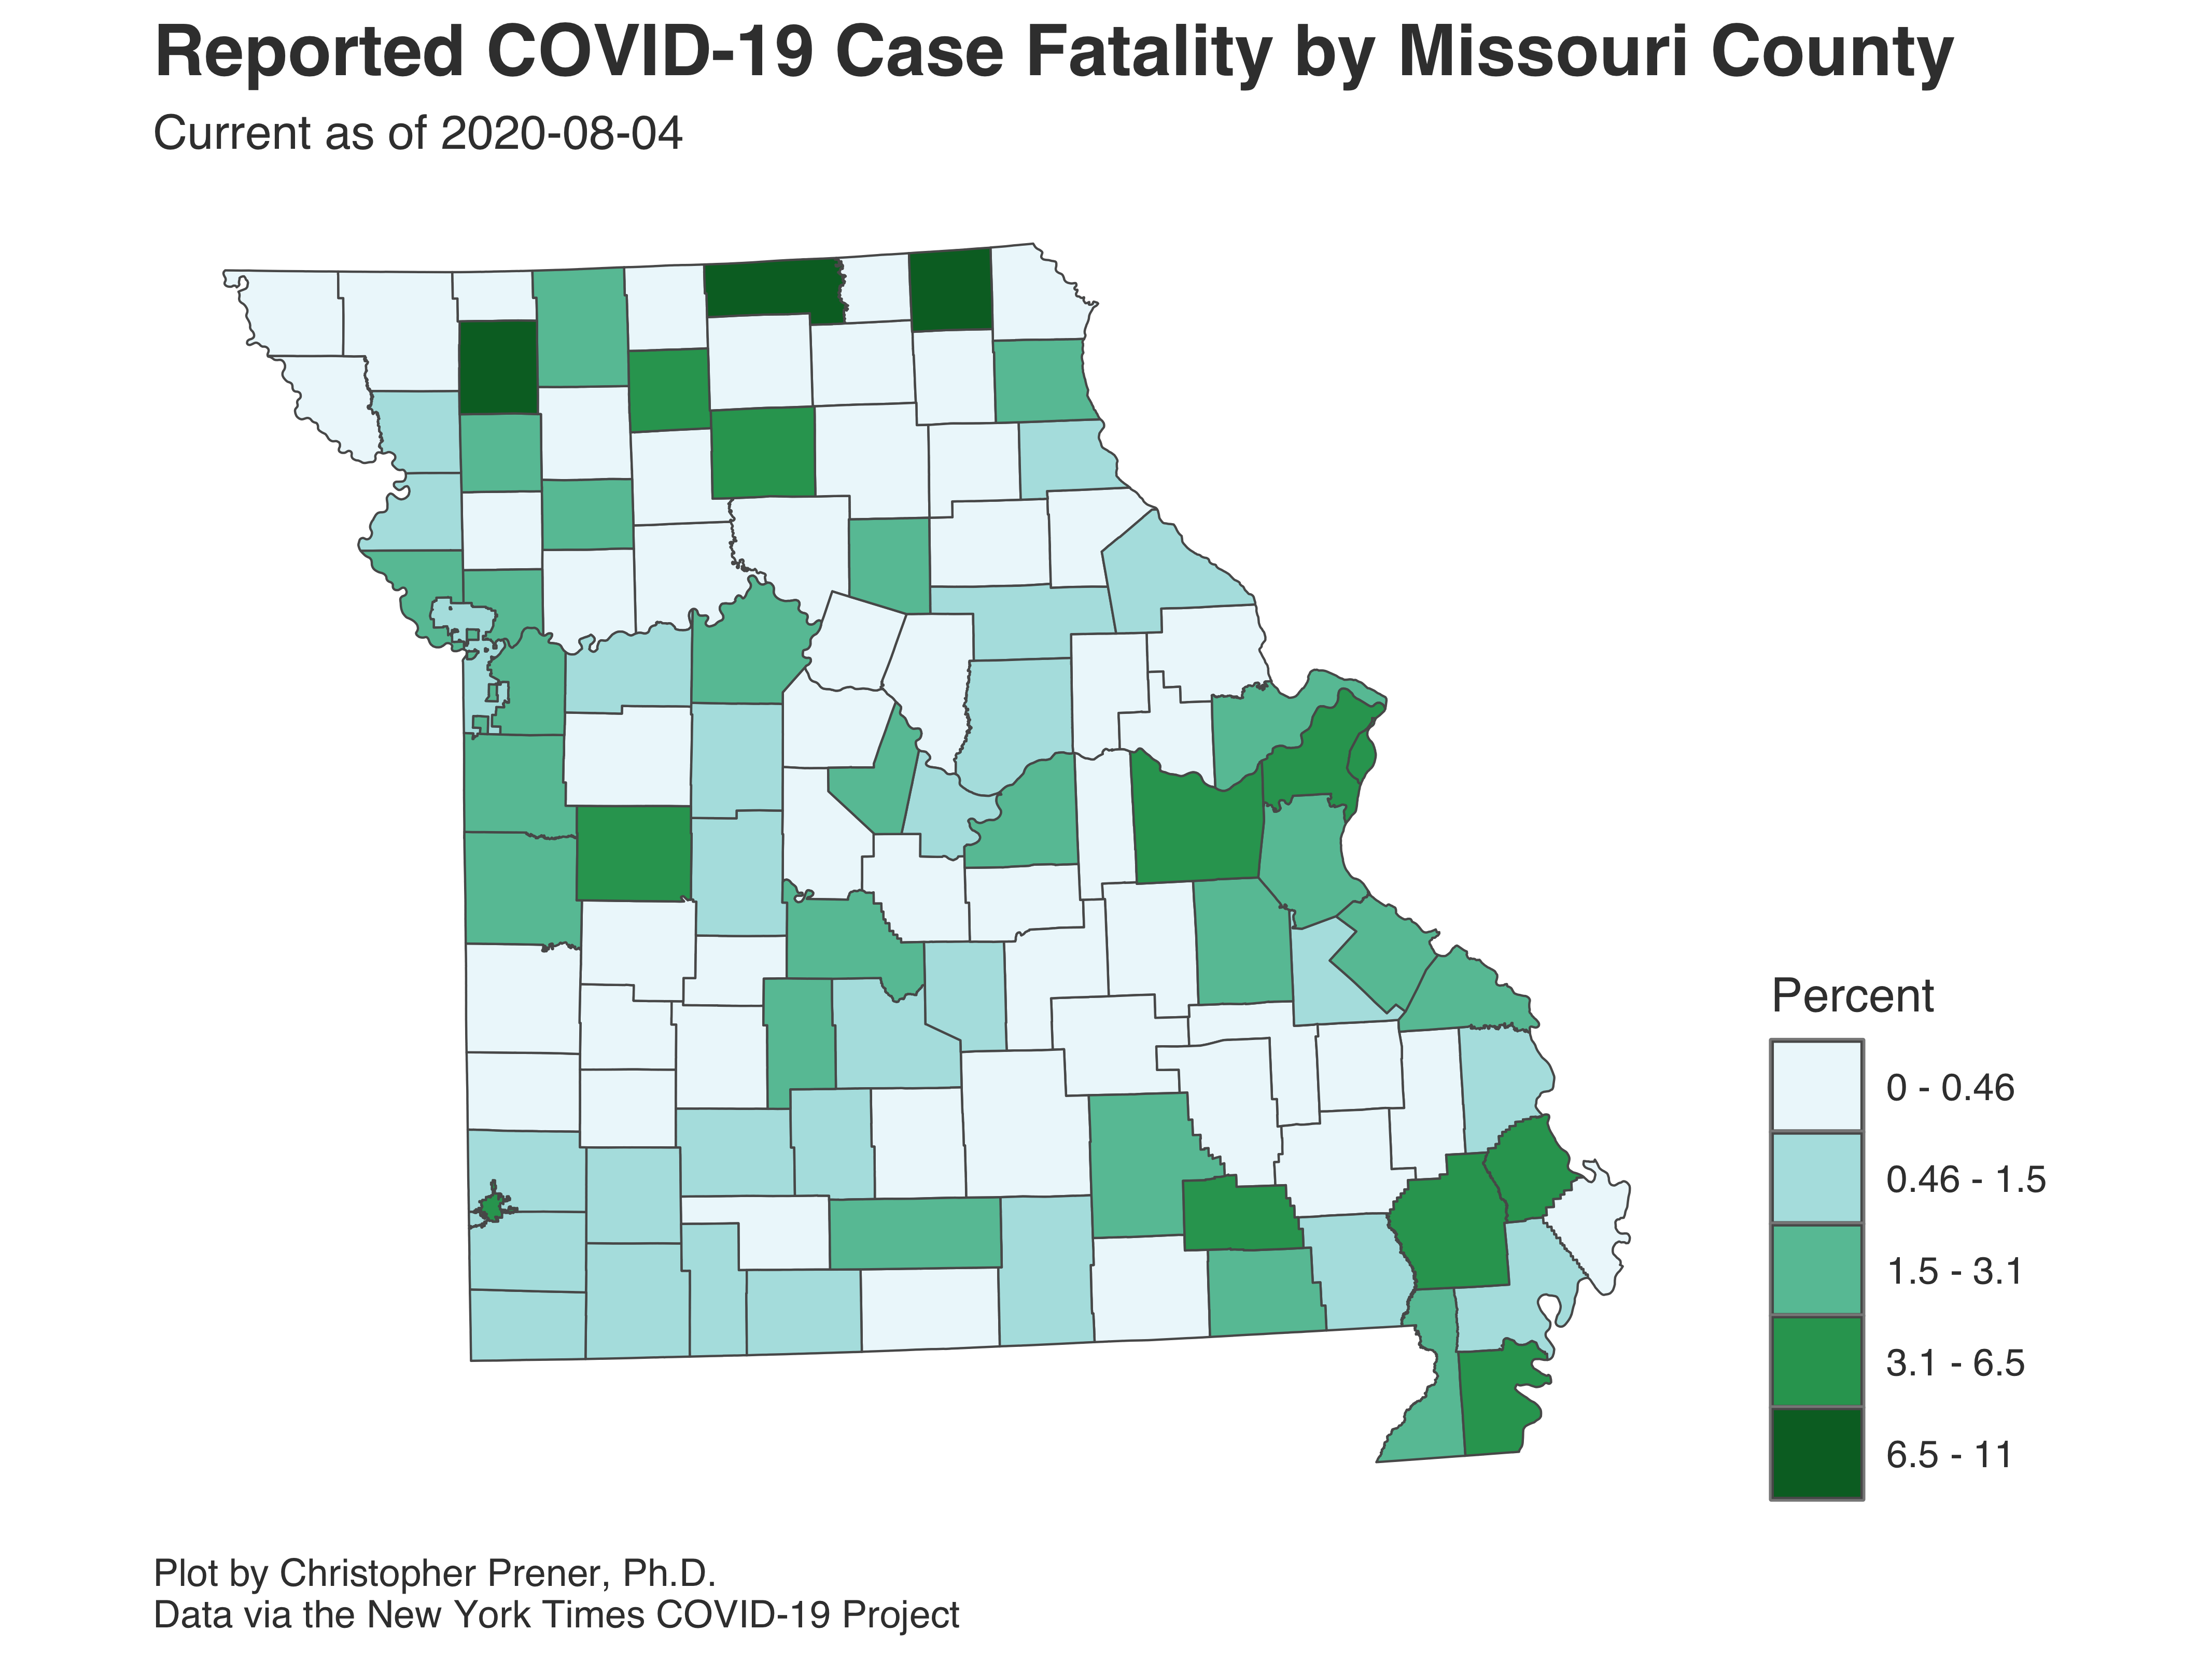 Reported COVID-19 Case Fatality by Missouri County
Current as of 2020-08-04
Percent
0 - 0.46
0.46 - 1.5
1.5 - 3.1
3.1 - 6.5
6.5 - 11
Plot by Christopher Prener, Ph.D.
Data via the New York Times COVID-19 Project